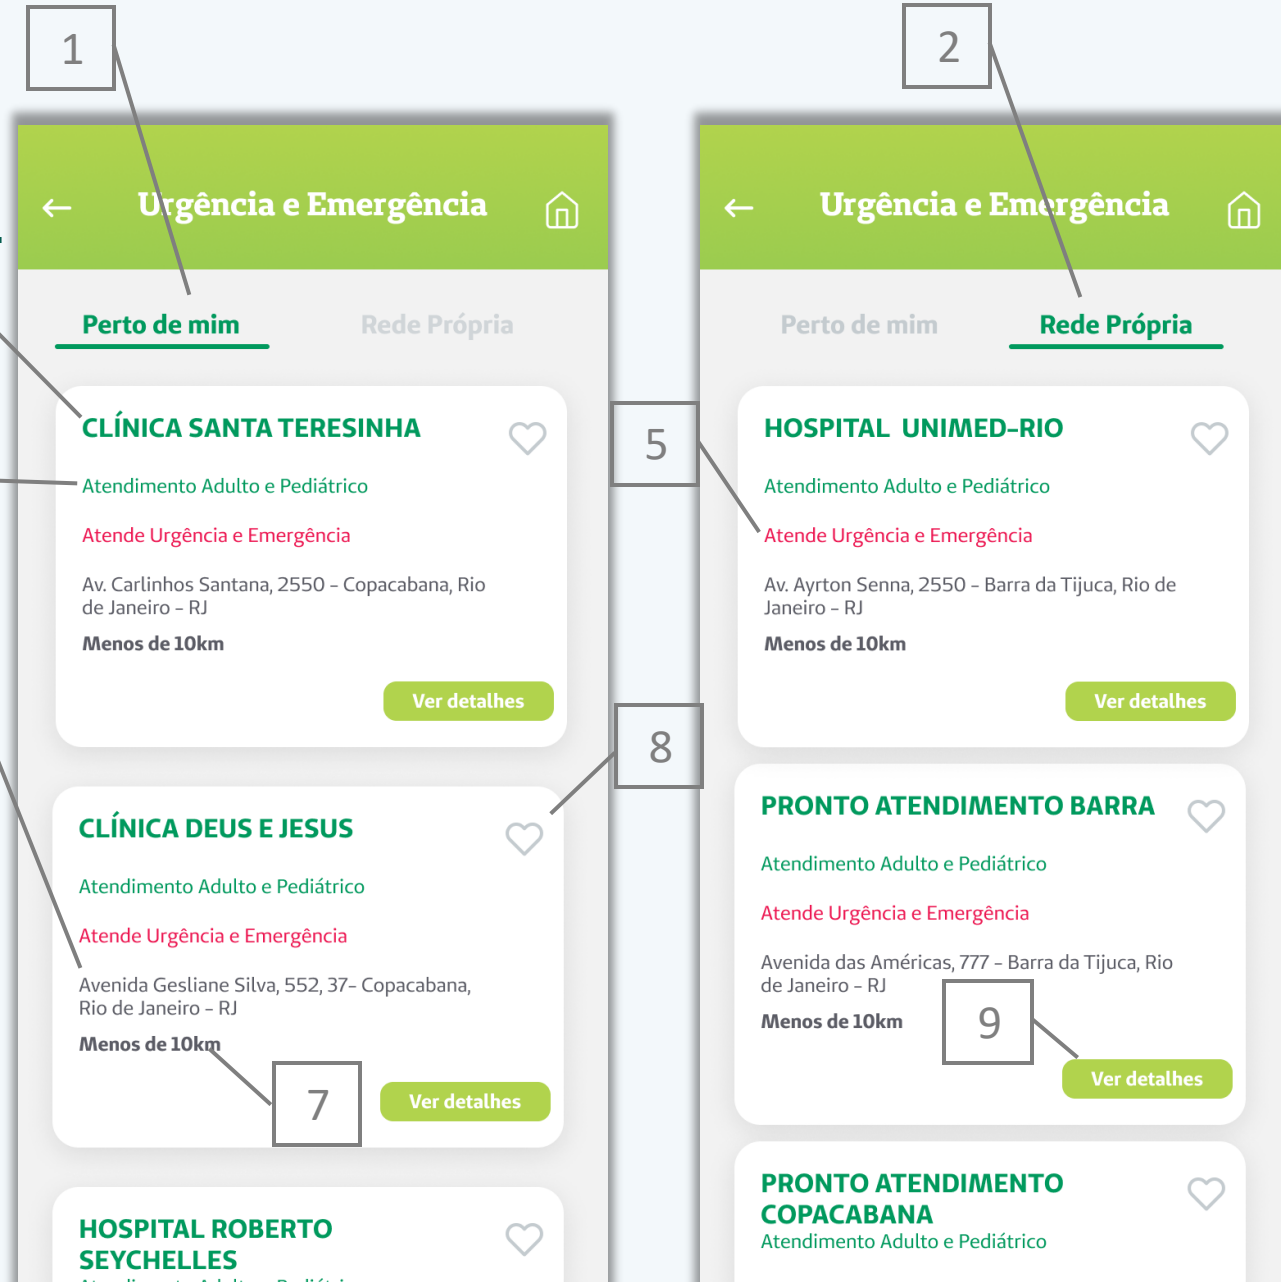 1
2
Urgência e Emergência
Perto de mim
Rede Própria
CLÍNICA SANTA TERESINHA
Atendimento Adulto e Pediátrico
Atende Urgência e Emergência
Av. Carlinhos Santana, 2550 – Copacabana, Rio
de Janeiro – RJ
Menos de 10km
Ver detalhes
8
CLÍNICA DEUS E JESUS
Atendimento Adulto e Pediátrico
Atende Urgência e Emergência
Avenida Gesliane Silva, 552, 37– Copacabana,
Rio de Janeiro – RJ
Menos de 10km
7
Ver detalhes
HOSPITAL ROBERTO
SEYCHELLES
Urgência e Emergência
Perto de mim
Rede Própria
5
HOSPITAL UNIMED-RIO
Atendimento Adulto e Pediátrico
Atende Urgência e Emergência
Av. Ayrton Senna, 2550 – Barra da Tijuca, Rio de
Janeiro – RJ
Menos de 10km
Ver detalhes
PRONTO ATENDIMENTO BARRA
Atendimento Adulto e Pediátrico
Atende Urgência e Emergência
Avenida das Américas, 777 – Barra da Tijuca, Rio
de Janeiro – RJ
Menos de 10km
9
Ver detalhes
PRONTO ATENDIMENTO
COPACABANA
Atendimento Adulto e Pediátrico